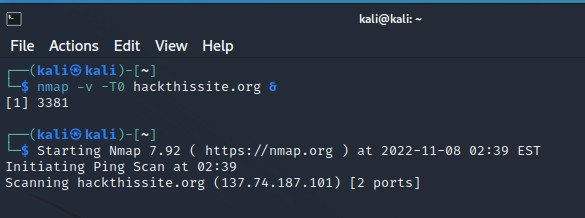 kali@kali: ~
File Actions Edit View Help
┌──(kali㉿kali)-[~]
└─$ nmap -v -T0 hackthissite.org &
[1] 3381
┌──(kali㉿kali)-[~]
└─$ Starting Nmap 7.92 ( https://nmap.org ) at 2022-11-08 02:39 EST
Initiating Ping Scan at 02:39
Scanning hackthissite.org (137.74.187.101) [2 ports]